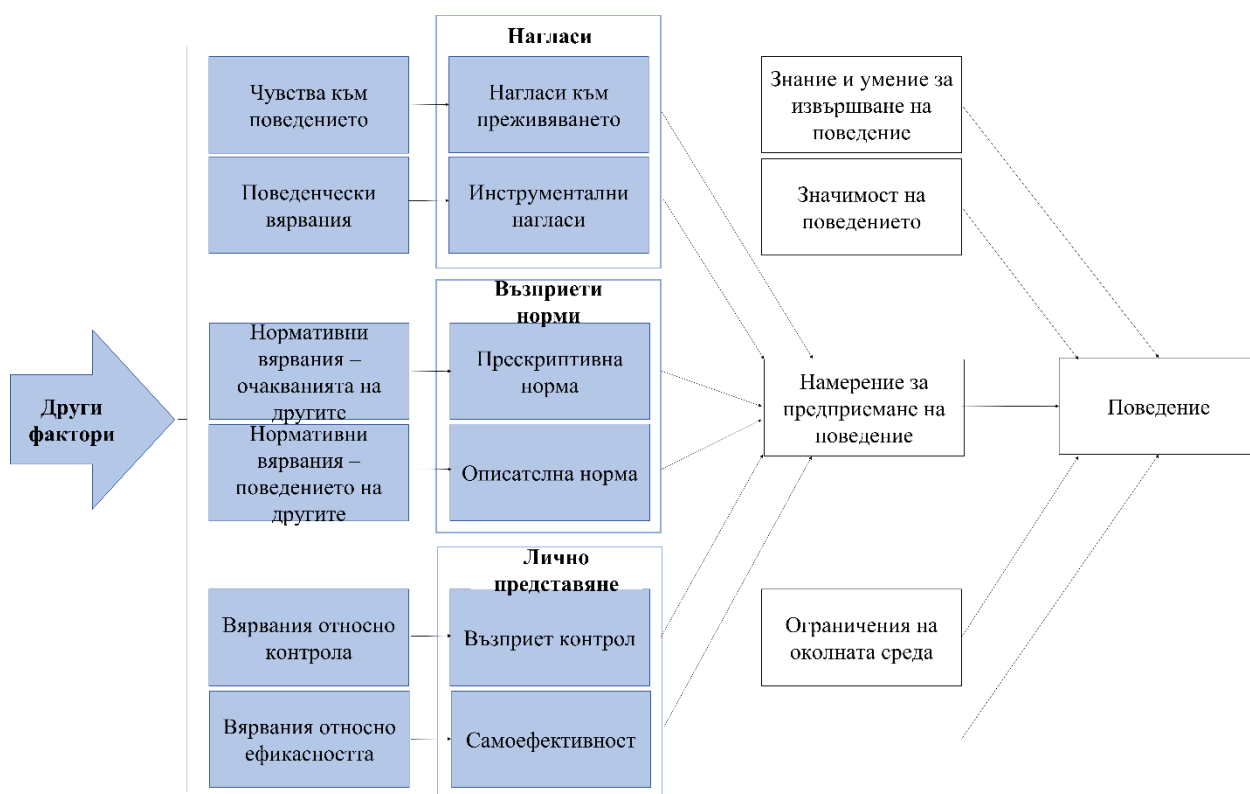 Нагласи
Чувства към
поведението
Нагласи към
преживяването
Знание и умение за
извършване на
поведение
Поведенчески
вярвания
Инструментални
нагласи
Значимост на
поведението
Възприети
норми
Нормативни
вярвания –
очакванията на
другите
Прескриптивна
норма
Други
фактори
Намерение за
предприемане на
поведение
Поведение
Нормативни
вярвания –
поведението на
другите
Описателна норма
Лично
представяне
Вярвания относно
контрола
Възприет контрол
Ограничения на
околната среда
Вярвания относно
ефикасността
Самоефективност